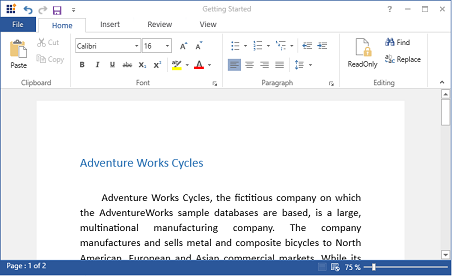 Getting Started
File Home Insert Review View
Paste
Cut
Copy
Calibri 16
Find
Replace
ReadOnly
Clipboard Font Paragraph Editing
Adventure Works Cycles
Adventure Works Cycles, the fictitious company on which
the AdventureWorks sample databases are based, is a large,
multinational manufacturing company. The company
manufactures and sells metal and composite bicycles to North
American, European and Asian commercial markets. While its
Page : 1 of 2 75 %